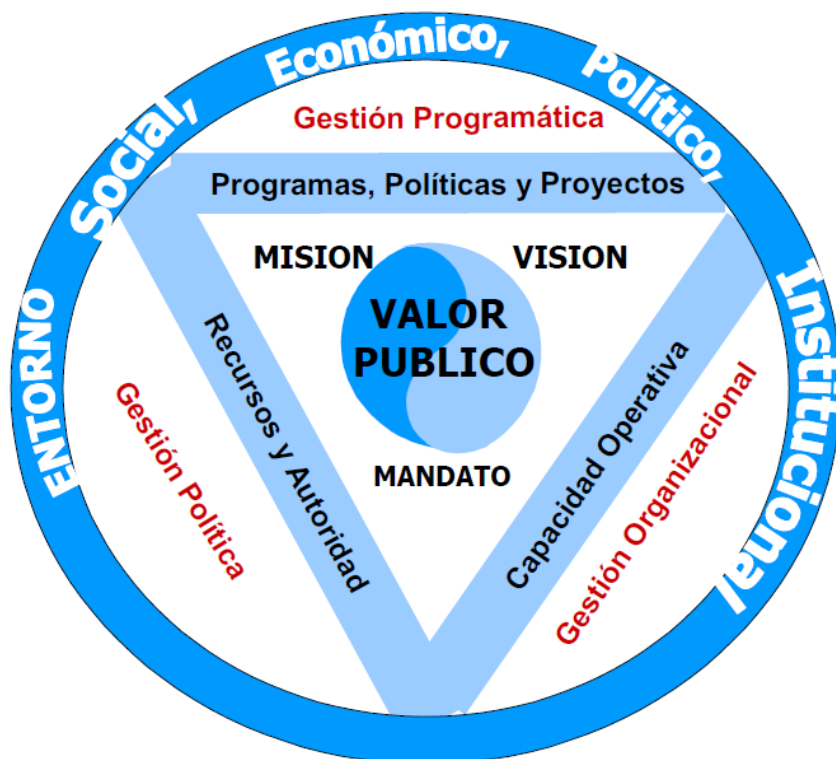 ENTORNO Social, Económico, Político, Institucional
Gestión Programática
Programas, Políticas y Proyectos
MISION
VISION
VALOR
PUBLICO
MANDATO
Recursos y Autoridad
Gestión Política
Capacidad Operativa
Gestión Organizacional